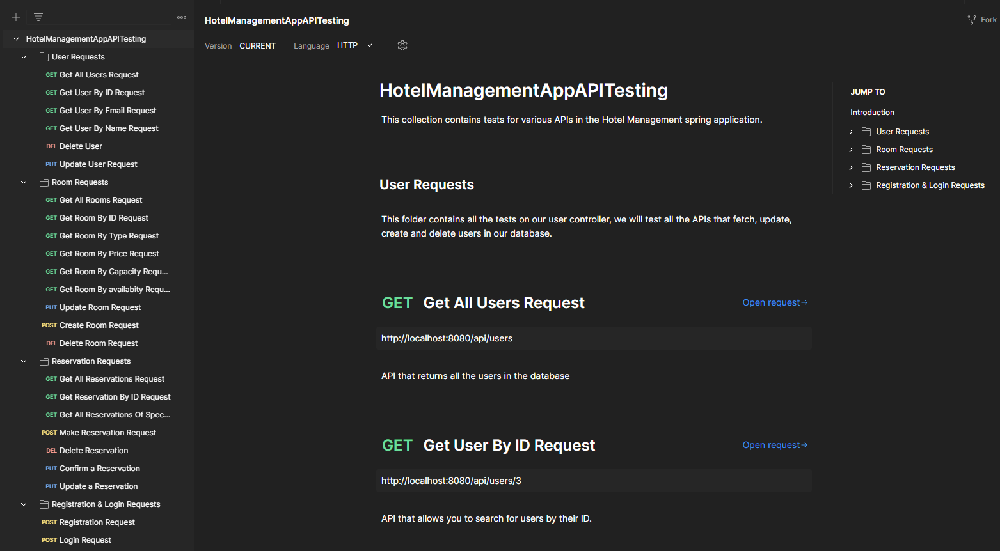 HotelManagementAppAPITesting
User Requests
GET Get All Users Request
GET Get User By ID Request
GET Get User By Email Request
GET Get User By Name Request
DEL Delete User
PUT Update User Request
Room Requests
GET Get All Rooms Request
GET Get Room By ID Request
GET Get Room By Type Request
GET Get Room By Price Request
GET Get Room By Capacity Requ...
GET Get Room By availabity Requ...
PUT Update Room Request
POST Create Room Request
DEL Delete Room Request
Reservation Requests
GET Get All Reservations Request
GET Get Reservation By ID Request
GET Get All Reservations Of Spec...
POST Make Reservation Request
DEL Delete Reservation
PUT Confirm a Reservation
PUT Update a Reservation
Registration & Login Requests
POST Registration Request
POST Login Request
HotelManagementAppAPITesting
Fork
Version CURRENT Language HTTP
HotelManagementAppAPITesting
This collection contains tests for various APIs in the Hotel Management spring application.
User Requests
This folder contains all the tests on our user controller, we will test all the APIs that fetch, update,
create and delete users in our database.
GET Get All Users Request
Open request→
http://localhost:8080/api/users
API that returns all the users in the database
GET Get User By ID Request
Open request→
http://localhost:8080/api/users/3
API that allows you to search for users by their ID.
JUMP TO
Introduction
User Requests
Room Requests
Reservation Requests
Registration & Login Requests